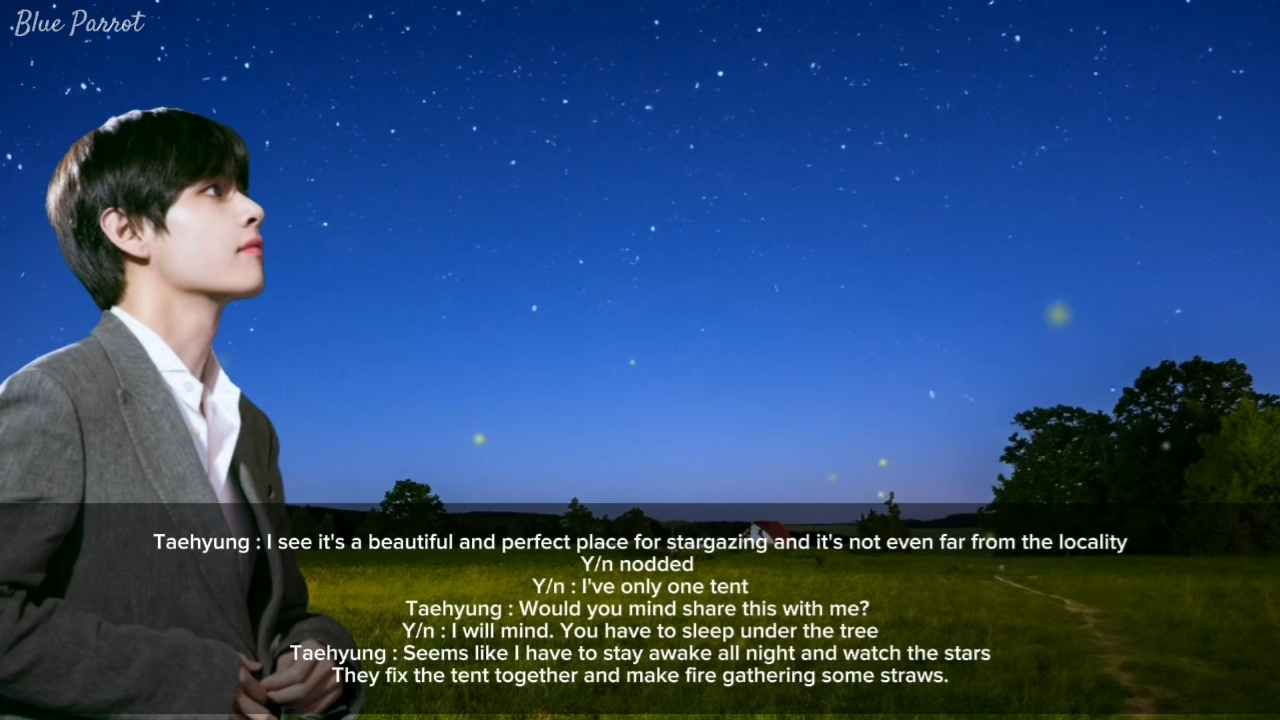 Blue Parrot
Taehyung : I see it's a beautiful and perfect place for stargazing and it's not even far from the locality
Y/n nodded
Y/n : I've only one tent
Taehyung : Would you mind share this with me?
Y/n : I will mind. You have to sleep under the tree
Taehyung : Seems like I have to stay awake all night and watch the stars
They fix the tent together and make fire gathering some straws.